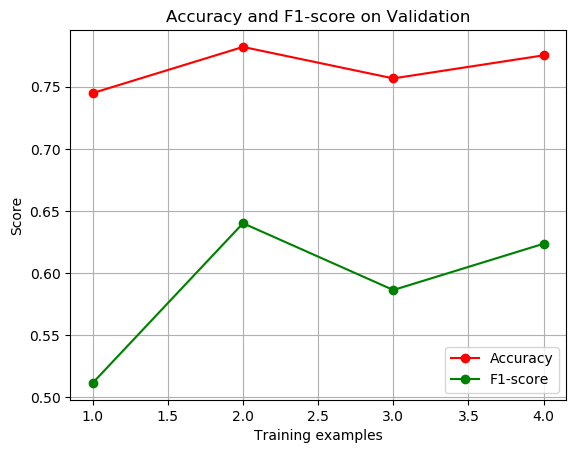 Accuracy and F1-score on Validation
Score
0.75
0.70
0.65
0.60
0.55
0.50
Accuracy
F1-score
1.0 1.5 2.0 2.5 3.0 3.5 4.0
Training examples